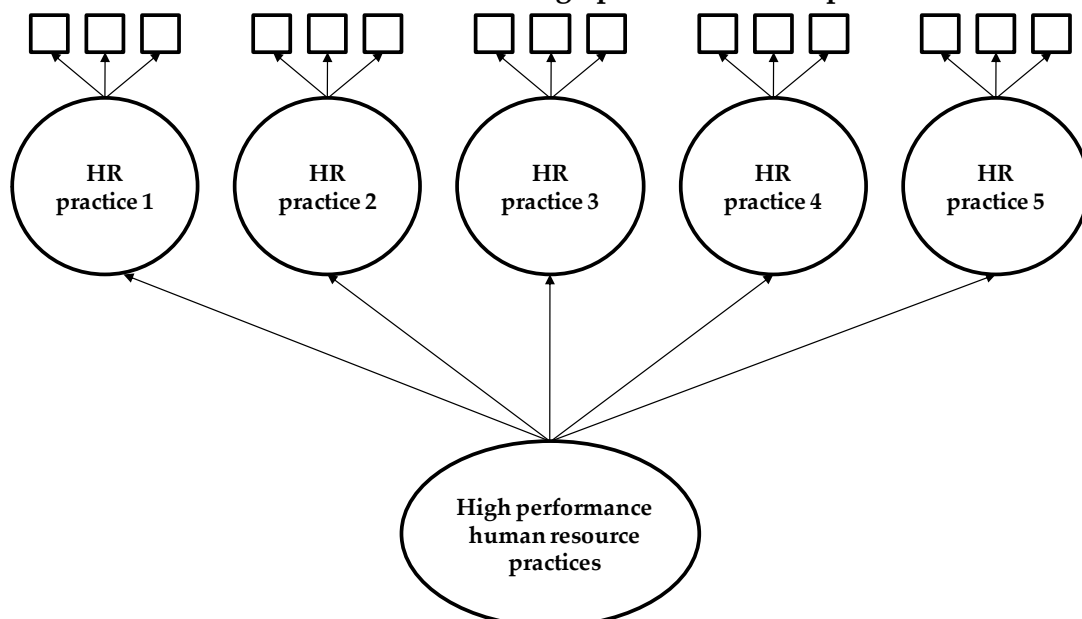 HR
practice 1
HR
practice 2
HR
practice 3
HR
practice 4
HR
practice 5
High performance
human resource
practices